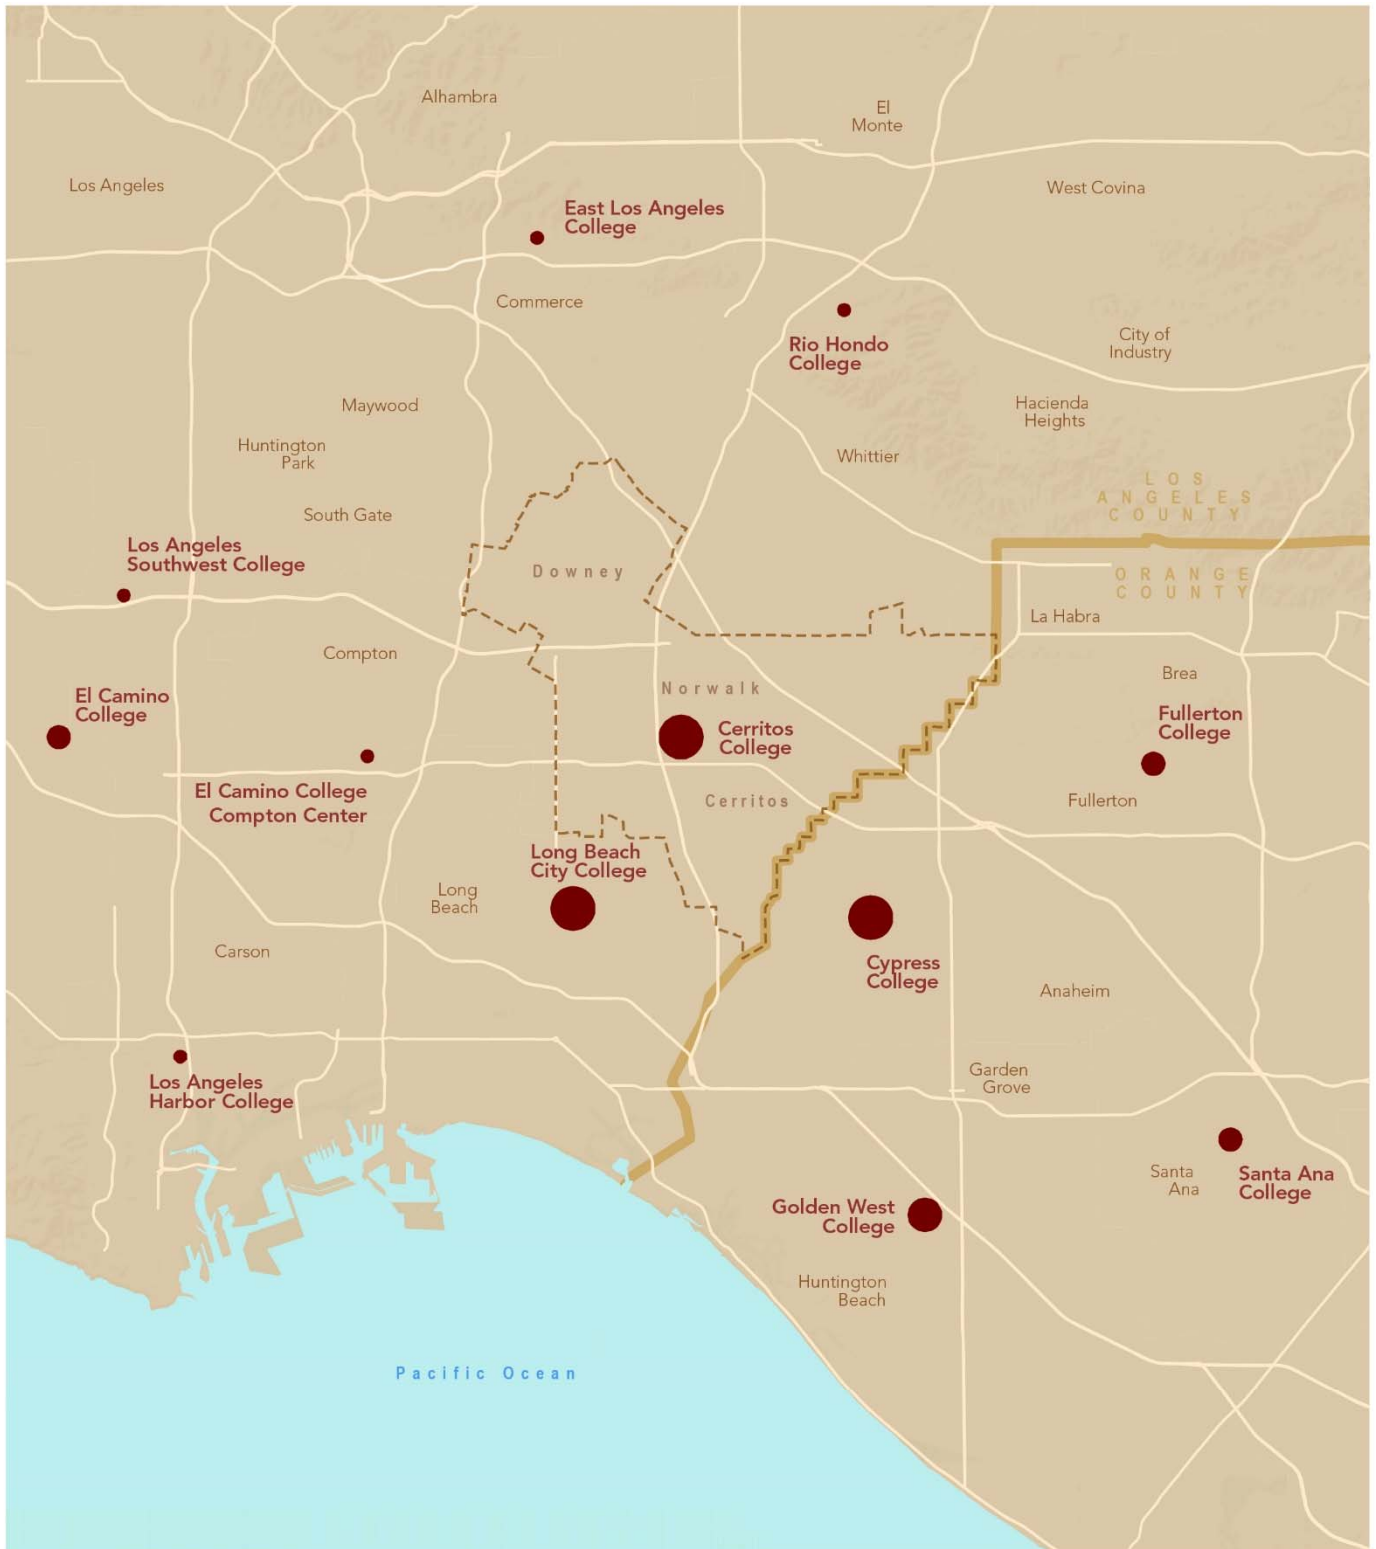 Alhambra
El
Monte
Los Angeles
West Covina
East Los Angeles
College
Commerce
Rio Hondo
College
City of
Industry
Maywood
Hacienda
Heights
Huntington
Park
Whittier
LOS
ANGELES
COUNTY
South Gate
Los Angeles
Southwest College
Downey
ORANGE
COUNTY
La Habra
Compton
Brea
El Camino
College
Norwalk
Cerritos
College
Fullerton
College
El Camino College
Compton Center
Cerritos
Fullerton
Long Beach
City College
Long
Beach
Carson
Cypress
College
Anaheim
Garden
Grove
Los Angeles
Harbor College
Santa
Ana
Santa Ana
College
Golden West
College
Huntington
Beach
Pacific Ocean